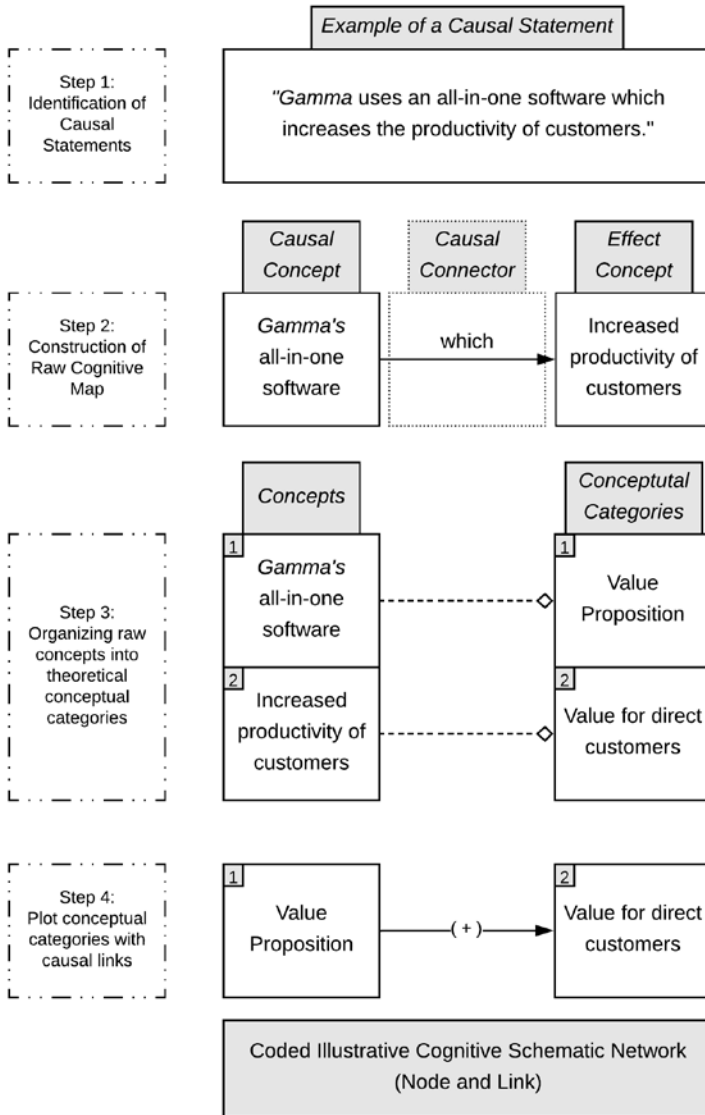 Example of a Causal Statement
Step 1:
Identification of
Causal
Statements
"Gamma uses an all-in-one software which
increases the productivity of customers."
Causal
Concept
Causal
Connector
Effect
Concept
Step 2:
Construction of
Raw Cognitive
Map
Gamma's
all-in-one
software
which
Increased
productivity of
customers
Concepts
Conceptutal
Categories
Step 3:
Organizing raw
concepts into
theoretical
conceptual
categories
1
Gamma's
all-in-one
software
1
Value
Proposition
2
Increased
productivity of
customers
2
Value for direct
customers
Step 4:
Plot conceptual
categories with
causal links
1
Value
Proposition
( + )
2
Value for direct
customers
Coded Illustrative Cognitive Schematic Network
(Node and Link)